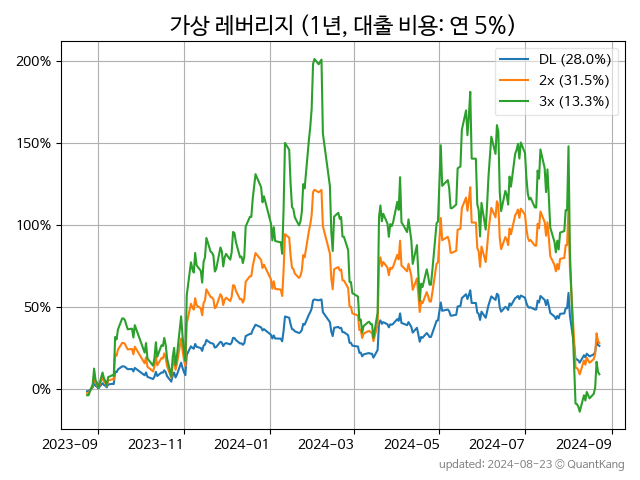 가상 레버리지 (1년, 대출 비용: 연 5%)
DL (28.0%)
2x (31.5%)
3x (13.3%)
200%
150%
100%
50%
0%
2023-09 2023-11 2024-01 2024-03 2024-05 2024-07 2024-09
updated: 2024-08-23 © QuantKang